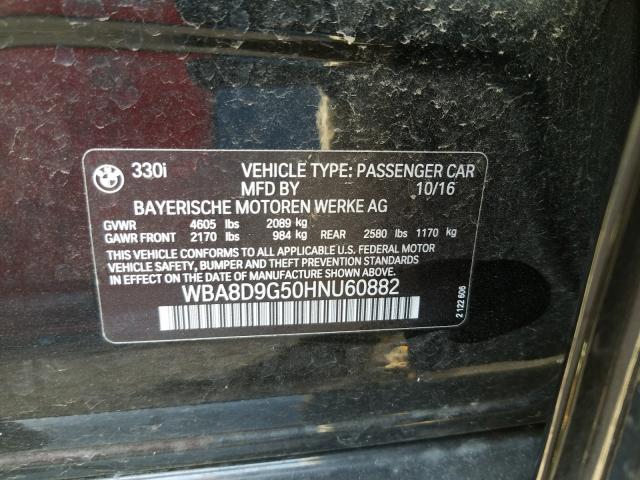 330i VEHICLE TYPE: PASSENGER CAR
MFD BY 10/16
BAYERISCHE MOTOREN WERKE AG
GVWR 4605 lbs 2089 kg
GAWR FRONT 2170 lbs 984 kg REAR 2580 lbs 1170 kg
THIS VEHICLE CONFORMS TO ALL APPLICABLE U.S. FEDERAL MOTOR
VEHICLE SAFETY, BUMPER AND THEFT PREVENTION STANDARDS
IN EFFECT ON THE DATE OF MANUFACTURE SHOWN ABOVE.
WBA8D9G50HNU60882
2 122 606